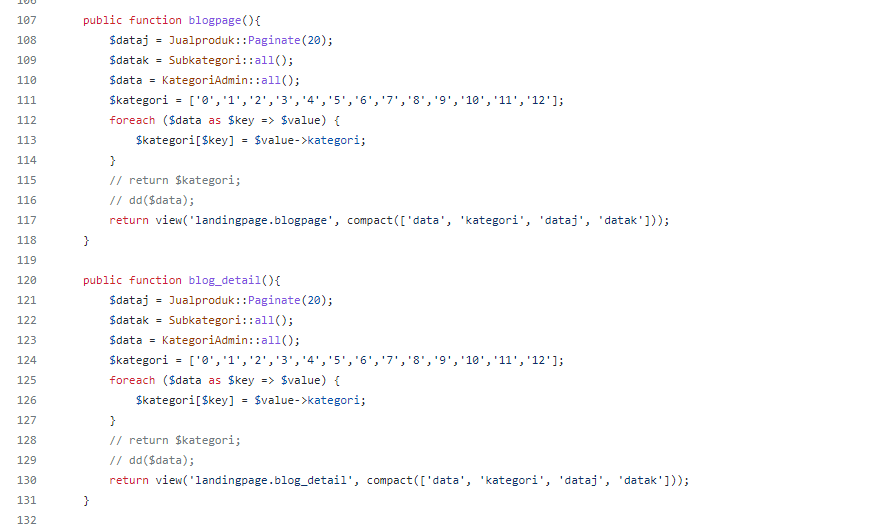 106
107 public function blogpage(){
108 $dataj = Jualproduk::Paginate(20);
109 $datak = Subkategori::all();
110 $data = KategoriAdmin::all();
111 $kategori = ['0','1','2','3','4','5','6','7','8','9','10','11','12'];
112 foreach ($data as $key => $value) {
113 $kategori[$key] = $value->kategori;
114 }
115 // return $kategori;
116 // dd($data);
117 return view('landingpage.blogpage', compact(['data', 'kategori', 'dataj', 'datak']));
118 }
119
120 public function blog_detail(){
121 $dataj = Jualproduk::Paginate(20);
122 $datak = Subkategori::all();
123 $data = KategoriAdmin::all();
124 $kategori = ['0','1','2','3','4','5','6','7','8','9','10','11','12'];
125 foreach ($data as $key => $value) {
126 $kategori[$key] = $value->kategori;
127 }
128 // return $kategori;
129 // dd($data);
130 return view('landingpage.blog_detail', compact(['data', 'kategori', 'dataj', 'datak']));
131 }
132